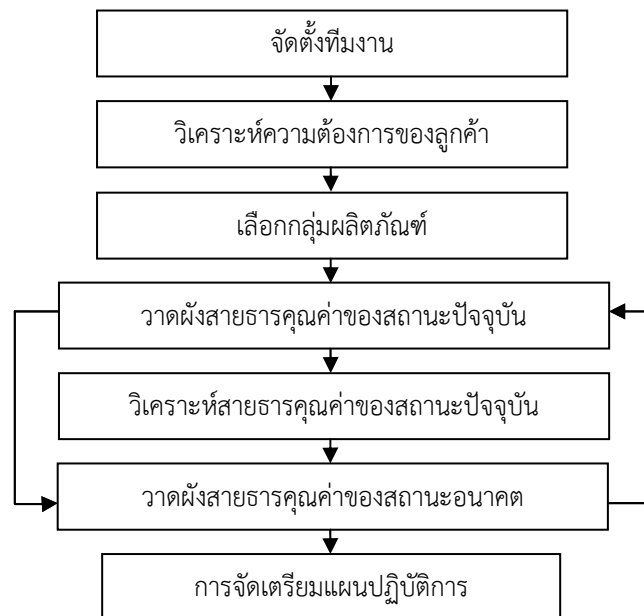 จัดตั้งทีมงาน
วิเคราะห์ความต้องการของลูกค้า
เลือกกลุ่มผลิตภัณฑ์
วาดผังสายธารคุณค่าของสถานะปัจจุบัน
วิเคราะห์สายธารคุณค่าของสถานะปัจจุบัน
วาดผังสายธารคุณค่าของสถานะอนาคต
การจัดเตรียมแผนปฏิบัติการ